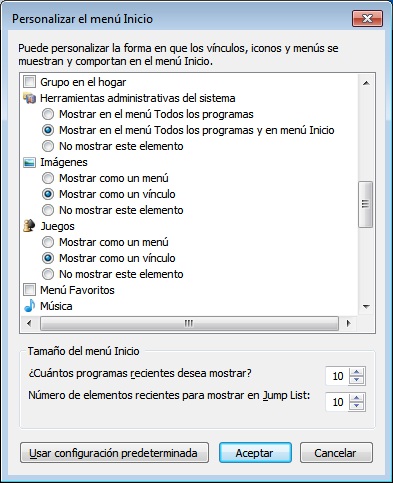 Personalizar el menú Inicio
Puede personalizar la forma en que los vínculos, iconos y menús se
muestran y comportan en el menú Inicio.
Grupo en el hogar
Herramientas administrativas del sistema
Mostrar en el menú Todos los programas
Mostrar en el menú Todos los programas y en menú Inicio
No mostrar este elemento
Imágenes
Mostrar como un menú
Mostrar como un vínculo
No mostrar este elemento
Juegos
Mostrar como un menú
Mostrar como un vínculo
No mostrar este elemento
Menú Favoritos
Música
Tamaño del menú Inicio
¿Cuántos programas recientes desea mostrar? 10
Número de elementos recientes para mostrar en Jump List: 10
Usar configuración predeterminada Aceptar Cancelar